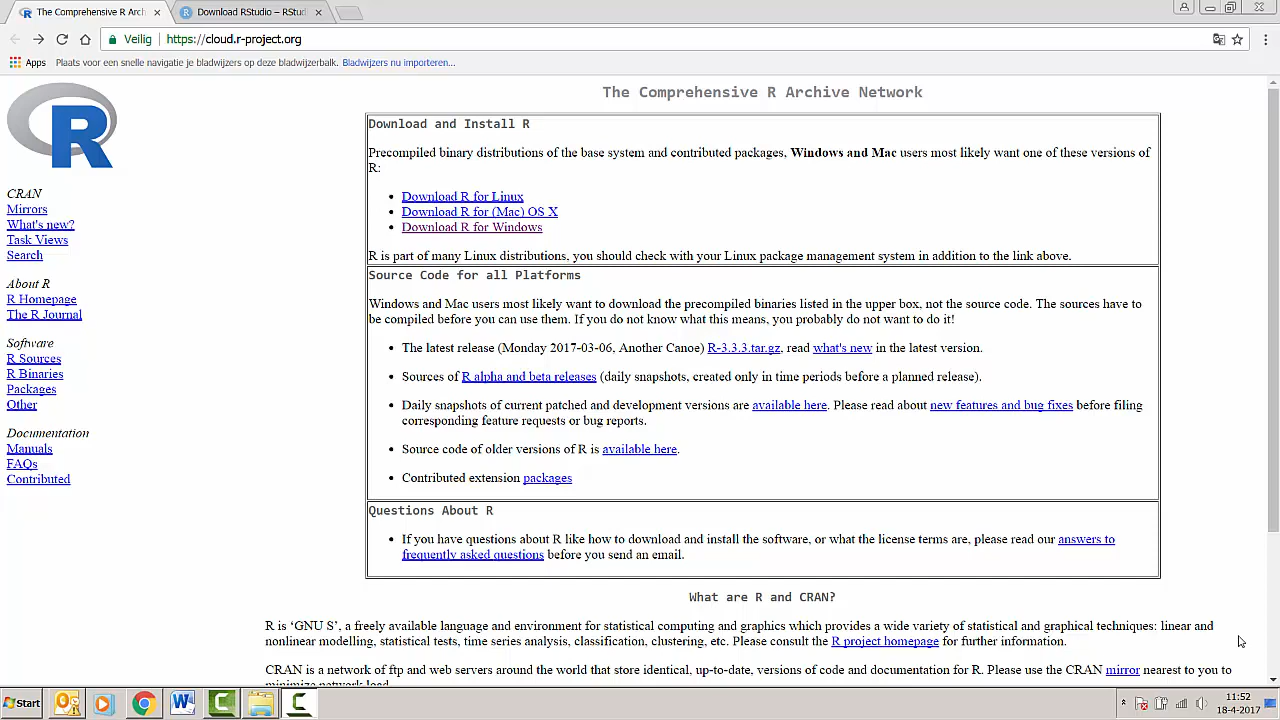 The Comprehensive R Arch
Download RStudio – RStud
Veilig
https://cloud.r-project.org
Apps
Plaats voor een snelle navigatie je bladwijzers op deze bladwijzerbalk. Bladwijzers nu importeren...
R
The Comprehensive R Archive Network
CRAN
Mirrors
What's new?
Task Views
Search
About R
R Homepage
The R Journal
Software
R Sources
R Binaries
Packages
Other
Documentation
Manuals
FAQs
Contributed
Download and Install R
Precompiled binary distributions of the base system and contributed packages, Windows and Mac users most likely want one of these versions of
R:
Download R for Linux
Download R for (Mac) OS X
Download R for Windows
R is part of many Linux distributions, you should check with your Linux package management system in addition to the link above.
Source Code for all Platforms
Windows and Mac users most likely want to download the precompiled binaries listed in the upper box, not the source code. The sources have to
be compiled before you can use them. If you do not know what this means, you probably do not want to do it!
The latest release (Monday 2017-03-06, Another Canoe) R-3.3.3.tar.gz, read what's new in the latest version.
Sources of R alpha and beta releases (daily snapshots, created only in time periods before a planned release).
Daily snapshots of current patched and development versions are available here. Please read about new features and bug fixes before filing
corresponding feature requests or bug reports.
Source code of older versions of R is available here.
Contributed extension packages
Questions About R
If you have questions about R like how to download and install the software, or what the license terms are, please read our answers to
frequently asked questions before you send an email.
What are R and CRAN?
R is ‘GNU S’, a freely available language and environment for statistical computing and graphics which provides a wide variety of statistical and graphical techniques: linear and
nonlinear modelling, statistical tests, time series analysis, classification, clustering, etc. Please consult the R project homepage for further information.
CRAN is a network of ftp and web servers around the world that store identical, up-to-date, versions of code and documentation for R. Please use the CRAN mirror nearest to you to
minimize network load.
Start
11:52
18-4-2017